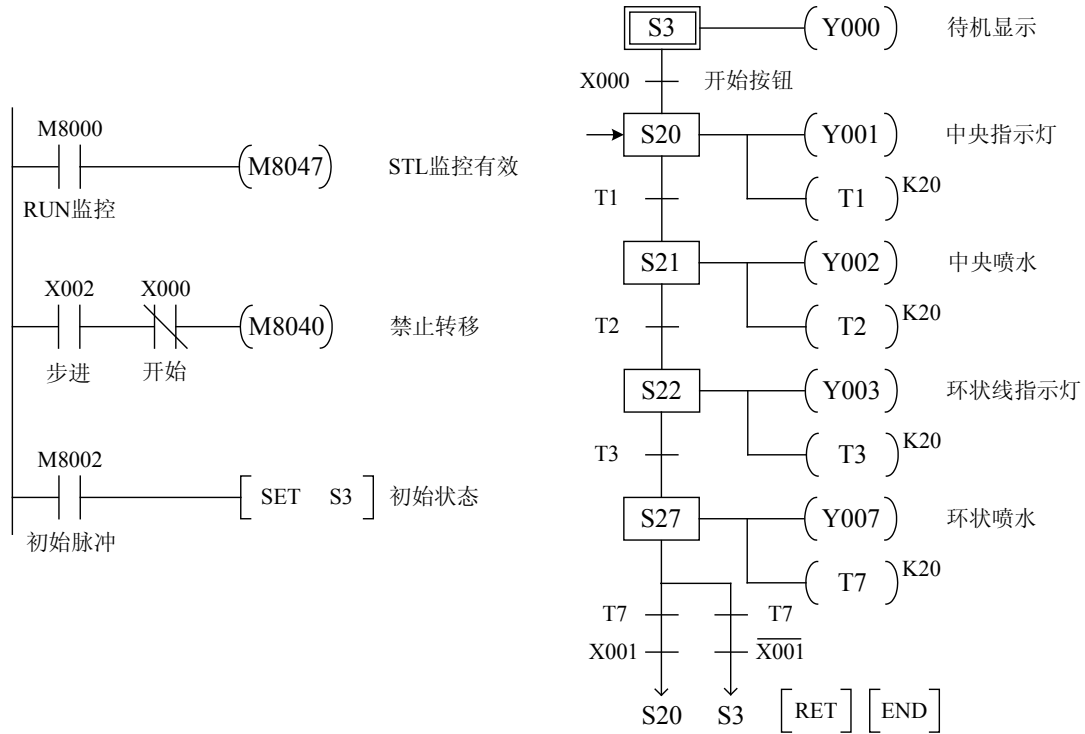 M8000
M8047
STL监控有效
RUN监控
X002
X000
M8040
禁止转移
步进
开始
M8002
SET S3
初始状态
初始脉冲
S3
Y000
待机显示
X000
开始按钮
S20
Y001
中央指示灯
T1
K20
T1
S21
Y002
中央喷水
T2
K20
T2
S22
Y003
环状线指示灯
T3
K20
T3
S27
Y007
环状喷水
T7
K20
T7
T7
X001
X001
S20
S3
RET
END